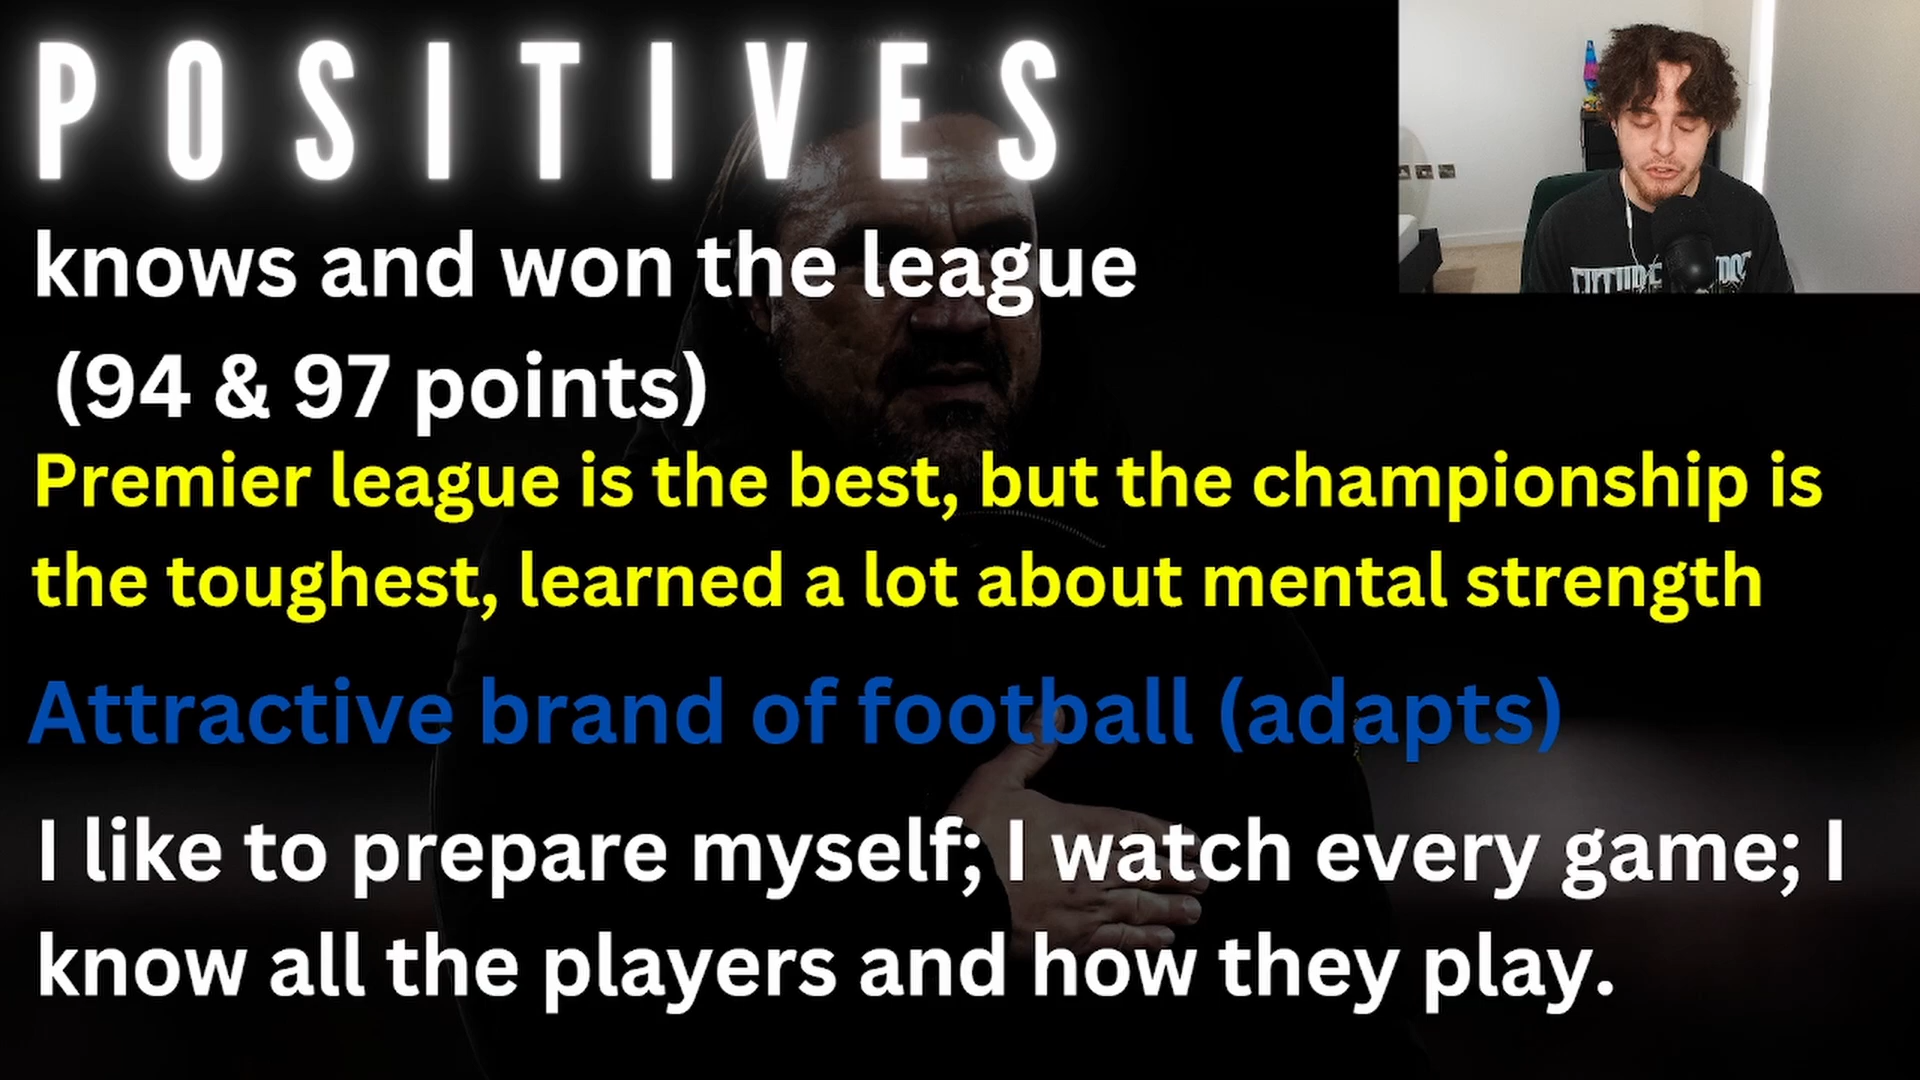 POSITIVES
knows and won the league
(94 & 97 points)
Premier league is the best, but the championship is
the toughest, learned a lot about mental strength
Attractive brand of football (adapts)
I like to prepare myself; I watch every game; I
know all the players and how they play.